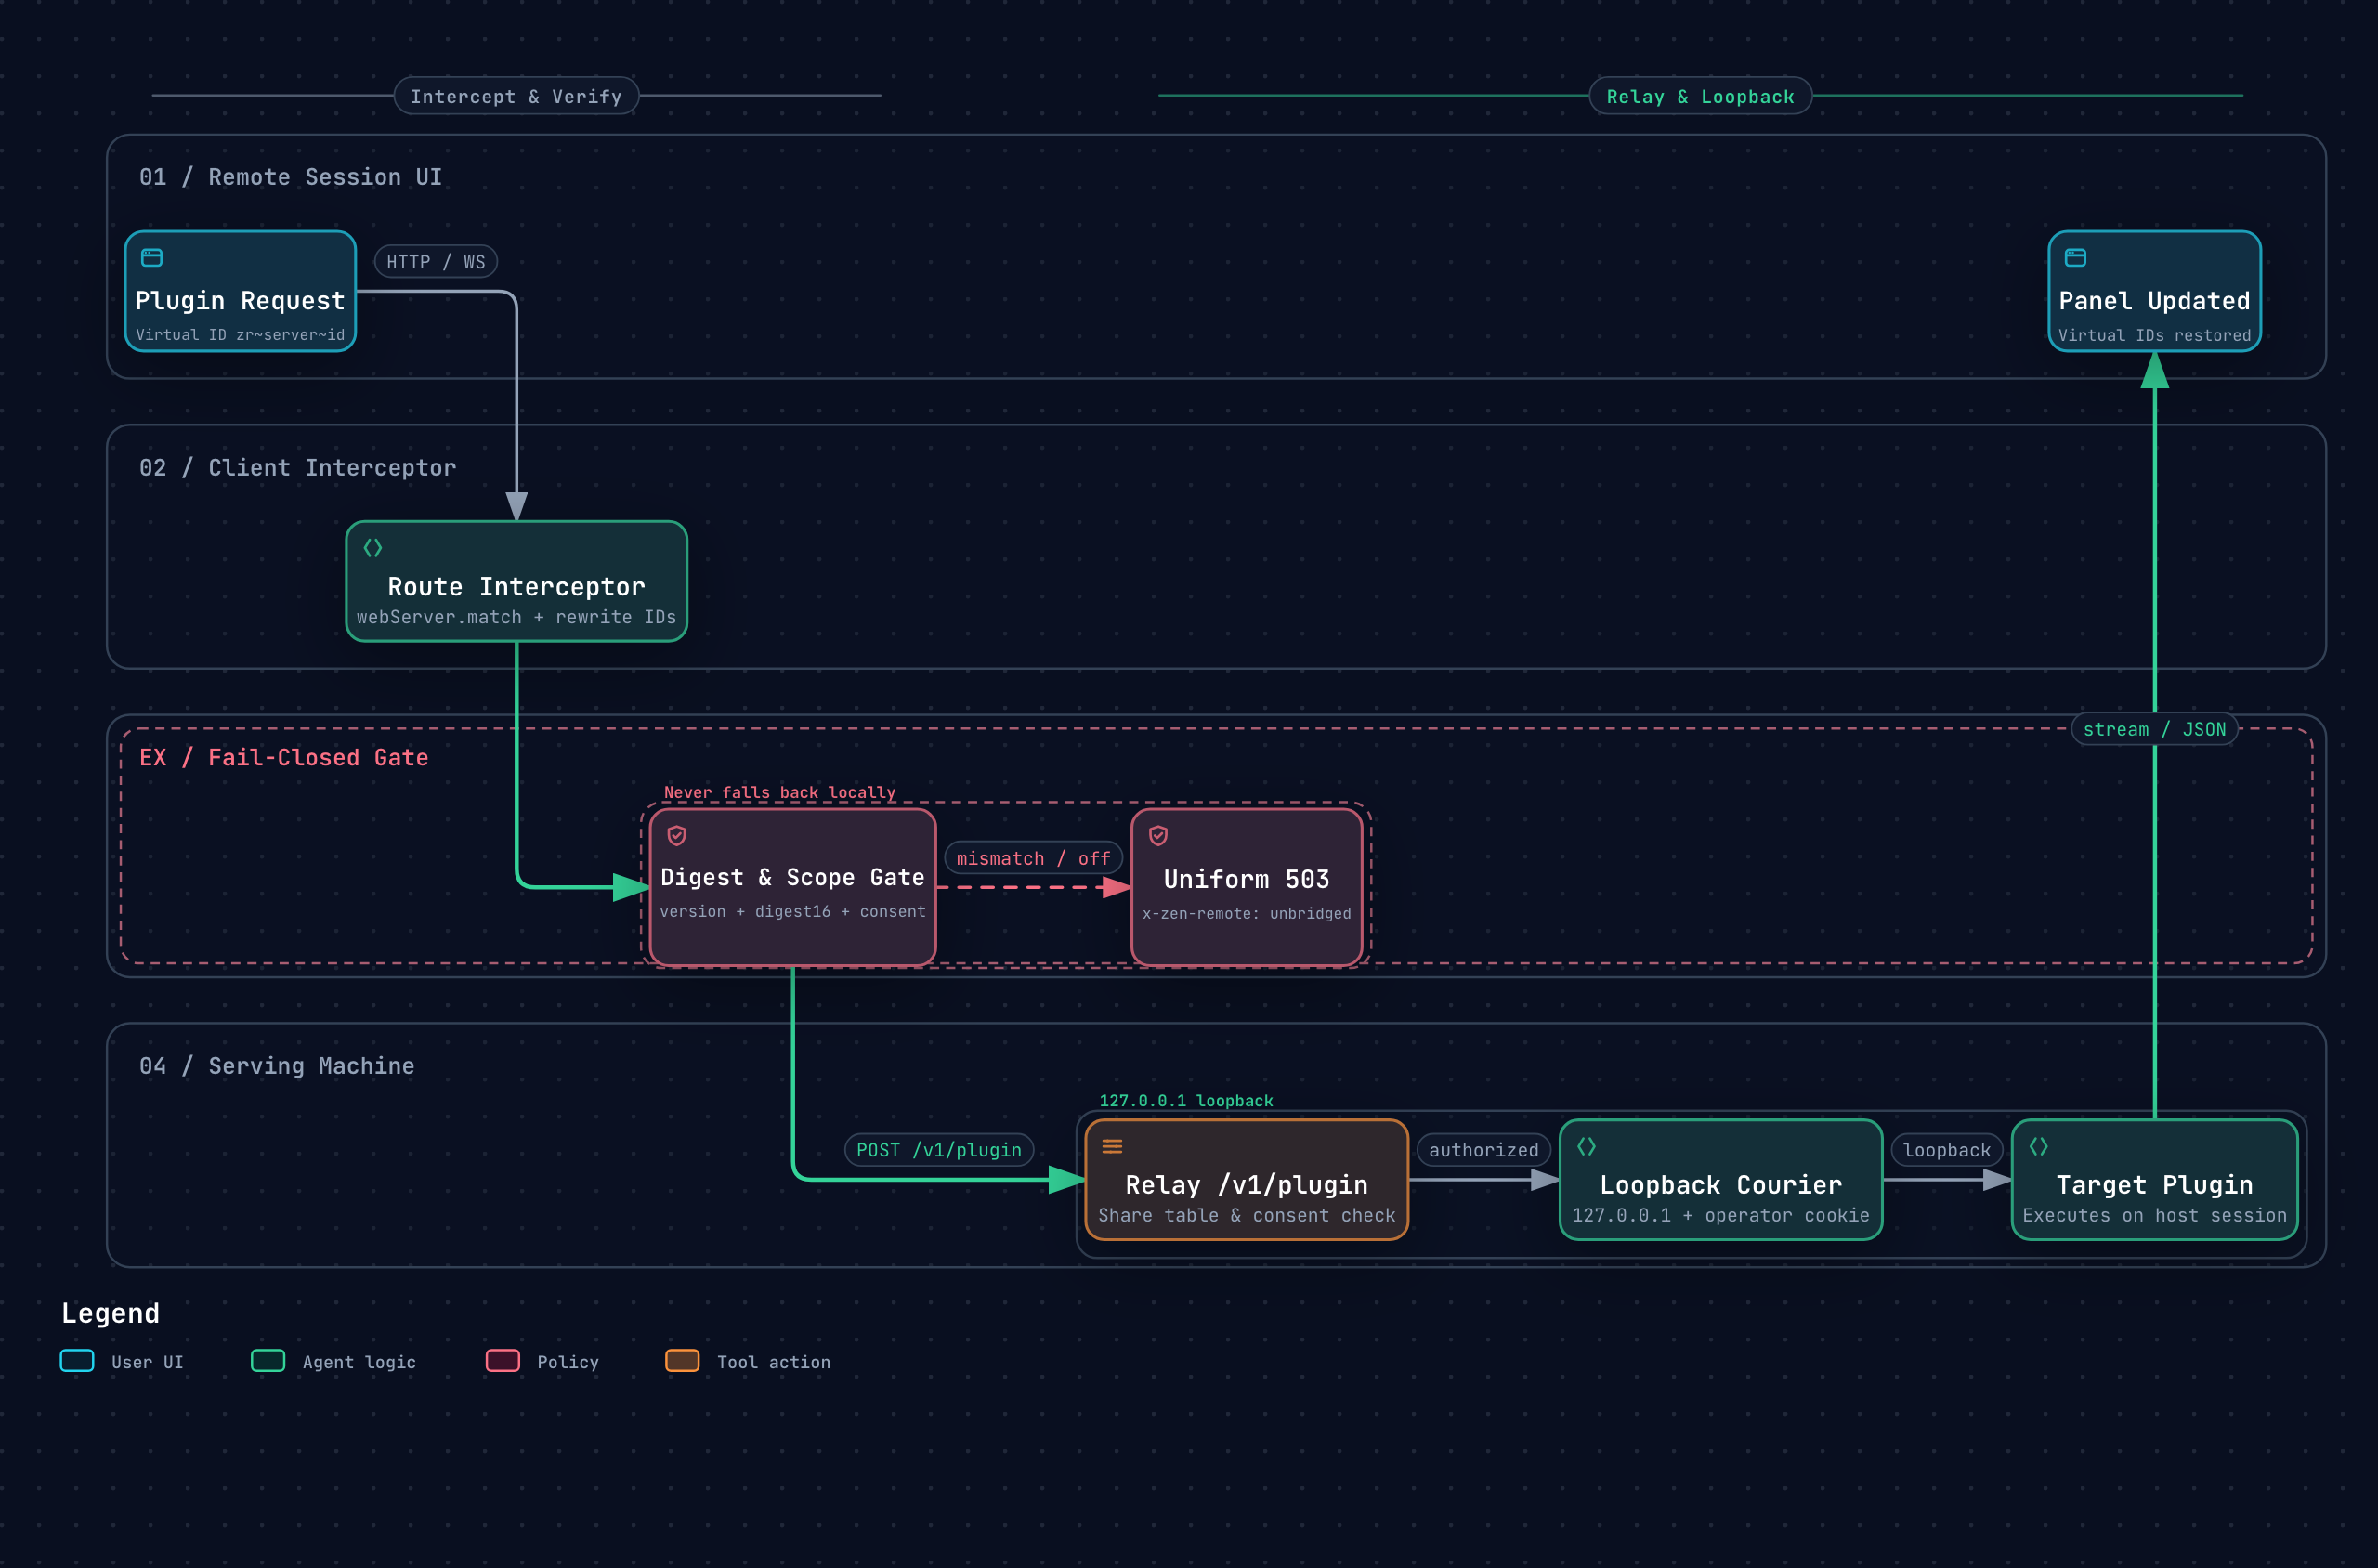 Intercept & Verify
Relay & Loopback
01 / Remote Session UI
Plugin Request
Virtual ID zr~server~id
HTTP / WS
Panel Updated
Virtual IDs restored
02 / Client Interceptor
Route Interceptor
webServer.match + rewrite IDs
stream / JSON
EX / Fail-Closed Gate
Never falls back locally
Digest & Scope Gate
version + digest16 + consent
mismatch / off
Uniform 503
x-zen-remote: unbridged
04 / Serving Machine
127.0.0.1 loopback
POST /v1/plugin
Relay /v1/plugin
Share table & consent check
authorized
Loopback Courier
127.0.0.1 + operator cookie
loopback
Target Plugin
Executes on host session
Legend
User UI
Agent logic
Policy
Tool action